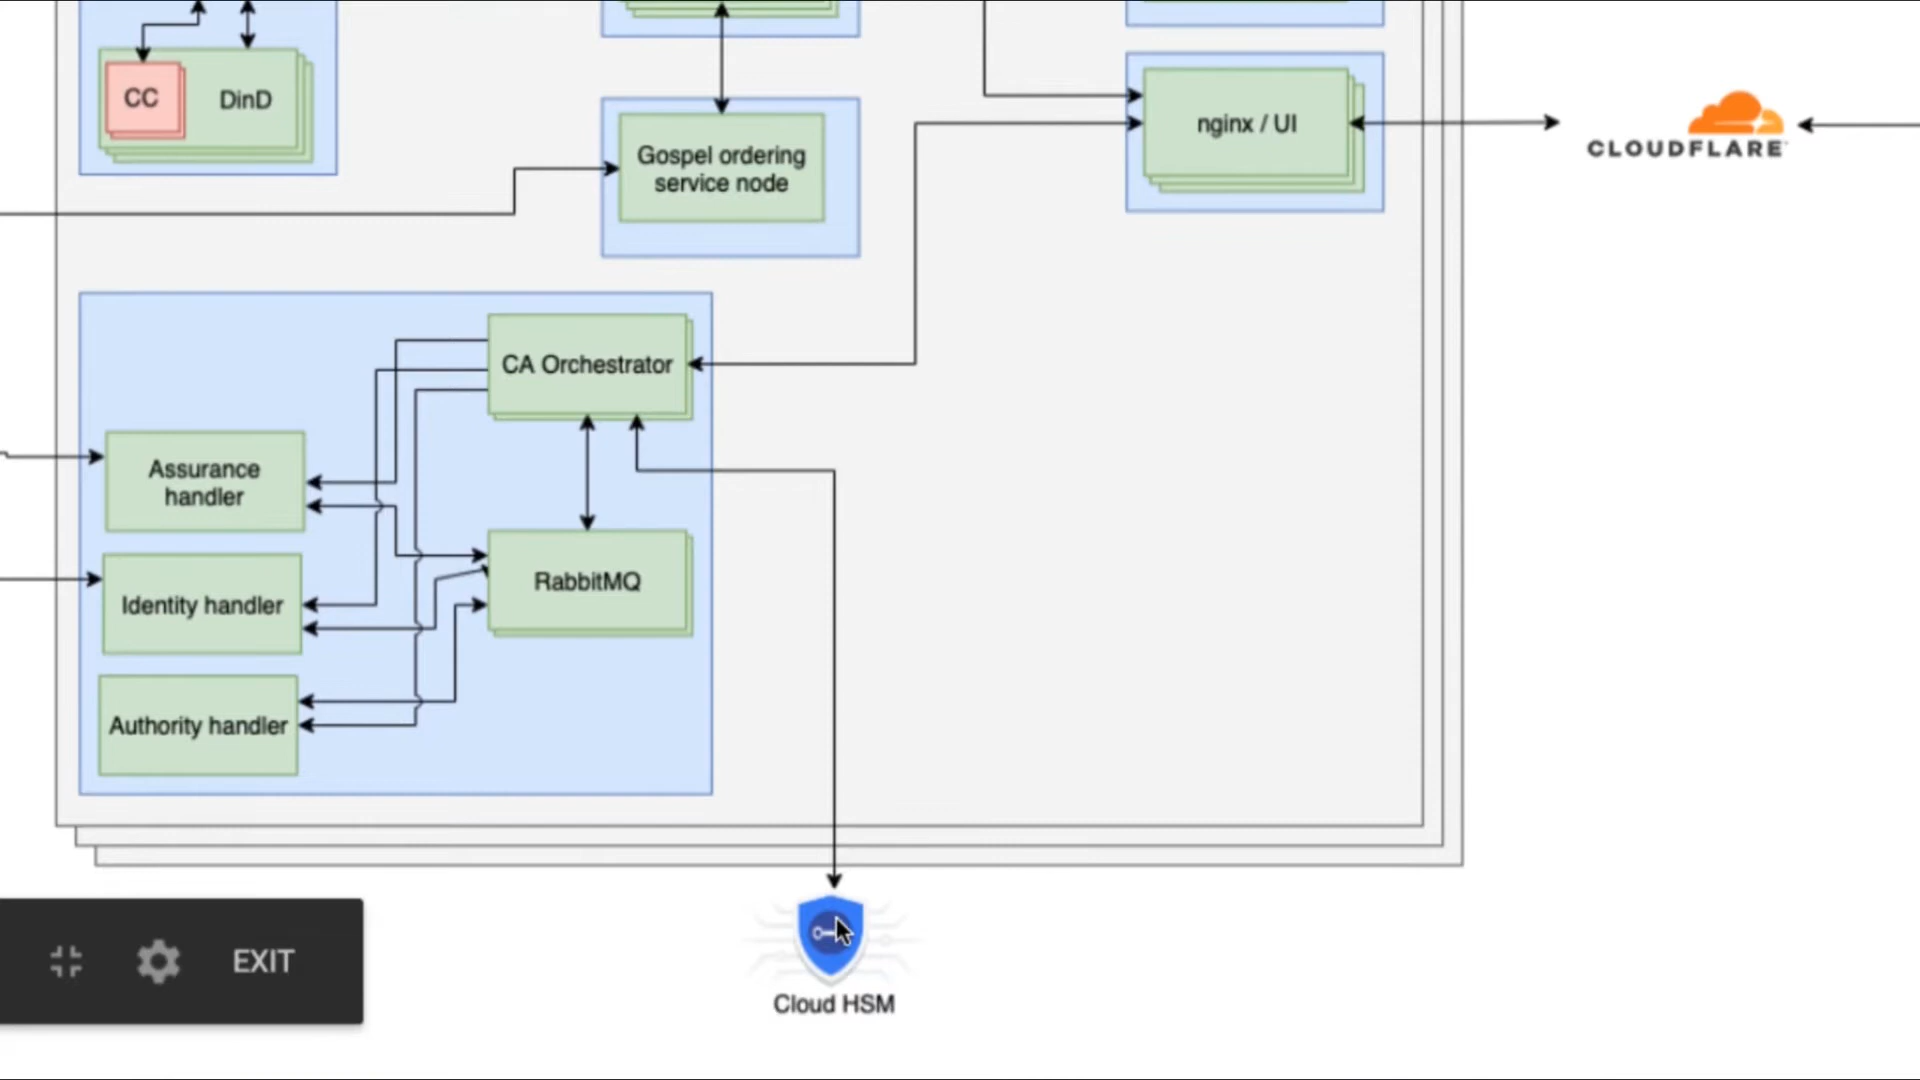 CC
DinD
nginx / UI
CLOUDFLARE
Gospel ordering
service node
CA Orchestrator
Assurance
handler
RabbitMQ
Identity handler
Authority handler
EXIT
Cloud HSM